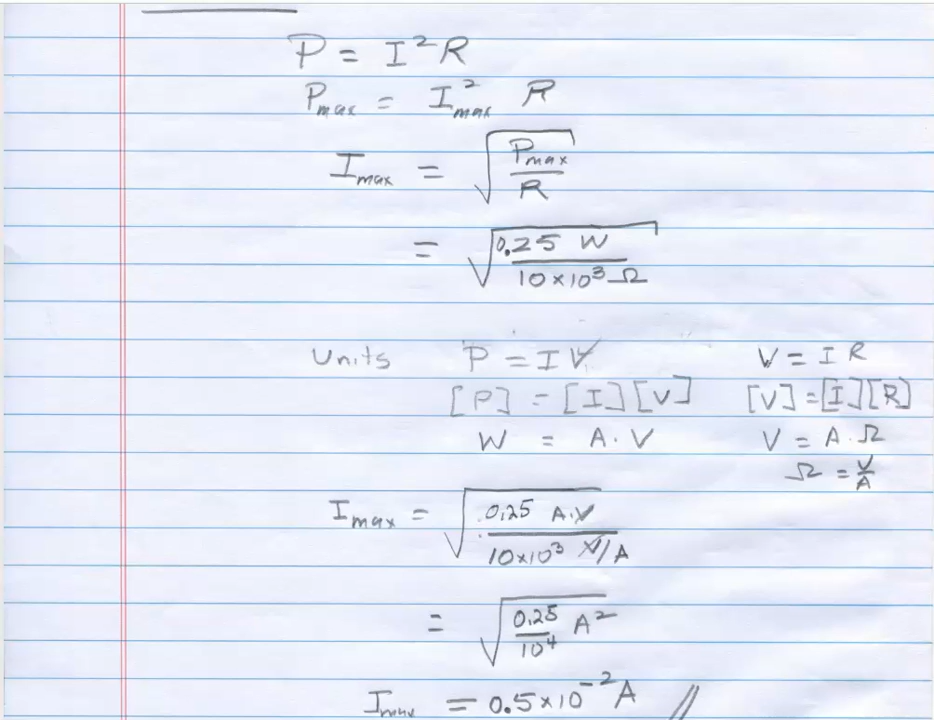 P = I²R
Pmax = I²max R
Imax = √(Pmax / R)
= √(0.25 W / 10×10³ Ω)
Units P = IV V = IR
[P] = [I][V] [V] = [I][R]
W = A·V V = A·Ω
Ω = V/A
Imax = √(0.25 A·V / 10×10³ V/A)
= √(0.25 / 10⁴ A²)
Imax = 0.5×10⁻² A //